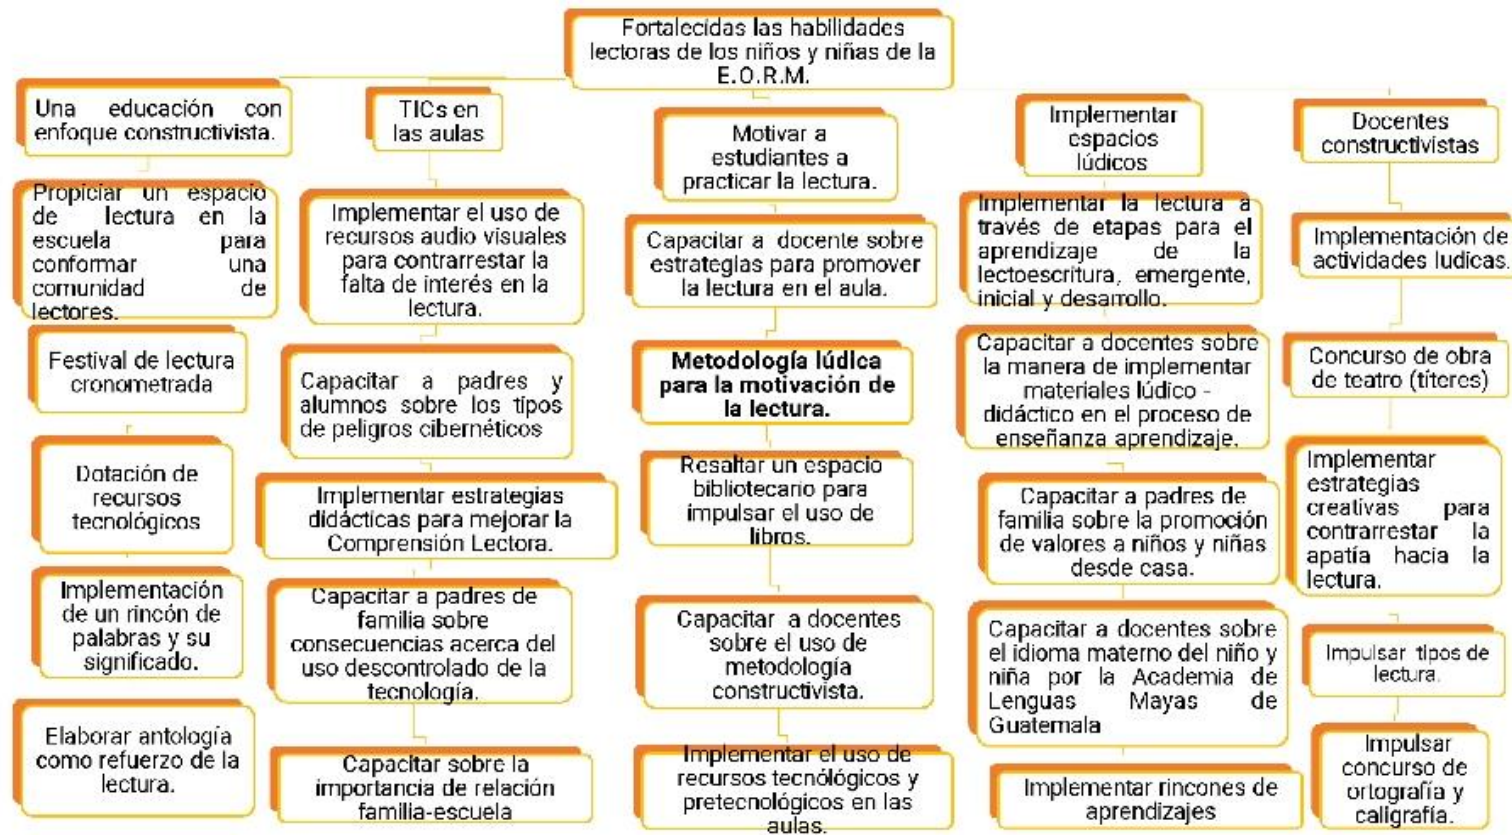 Fortalecidas las habilidades
lectoras de los niños y niñas de la
E.O.R.M.
Una educación con
enfoque constructivista.
Propiciar un espacio
de lectura en la
escuela para
conformar una
comunidad de
lectores.
Festival de lectura
cronometrada
Dotación de
recursos
tecnológicos
Implementación
de un rincón de
palabras y su
significado.
Elaborar antología
como refuerzo de la
lectura.
TICs en
las aulas
Implementar el uso de
recursos audio visuales
para contrarrestar la
falta de interés en la
lectura.
Capacitar a padres y
alumnos sobre los tipos
de peligros cibernéticos
Implementar estrategias
didácticas para mejorar la
Comprensión Lectora.
Capacitar a padres de
familia sobre
consecuencias acerca del
uso descontrolado de la
tecnología.
Capacitar sobre la
importancia de relación
familia-escuela
Motivar a
estudiantes a
practicar la lectura.
Capacitar a docente sobre
estrategias para promover
la lectura en el aula.
Metodología lúdica
para la motivación de
la lectura.
Resaltar un espacio
bibliotecario para
impulsar el uso de
libros.
Capacitar a docentes
sobre el uso de
metodología
constructivista.
Implementar el uso de
recursos tecnólógicos y
pretecnológicos en las
aulas.
Implementar
espacios
lúdicos
Implementar la lectura a
través de etapas para el
aprendizaje de la
lectoescritura, emergente,
inicial y desarrollo.
Capacitar a docentes sobre
la manera de implementar
materiales lúdico -
didáctico en el proceso de
enseñanza aprendizaje.
Capacitar a padres de
familia sobre la promoción
de valores a niños y niñas
desde casa.
Capacitar a docentes sobre
el idioma materno del niño y
niña por la Academia de
Lenguas Mayas de
Guatemala
Implementar rincones de
aprendizajes
Docentes
constructivistas
Implementación de
actividades ludicas.
Concurso de obra
de teatro (títeres)
Implementar
estrategias
creativas para
contrarrestar la
apatía hacia la
lectura.
Impulsar tipos de
lectura.
Impulsar
concurso de
ortografía y
caligrafía.